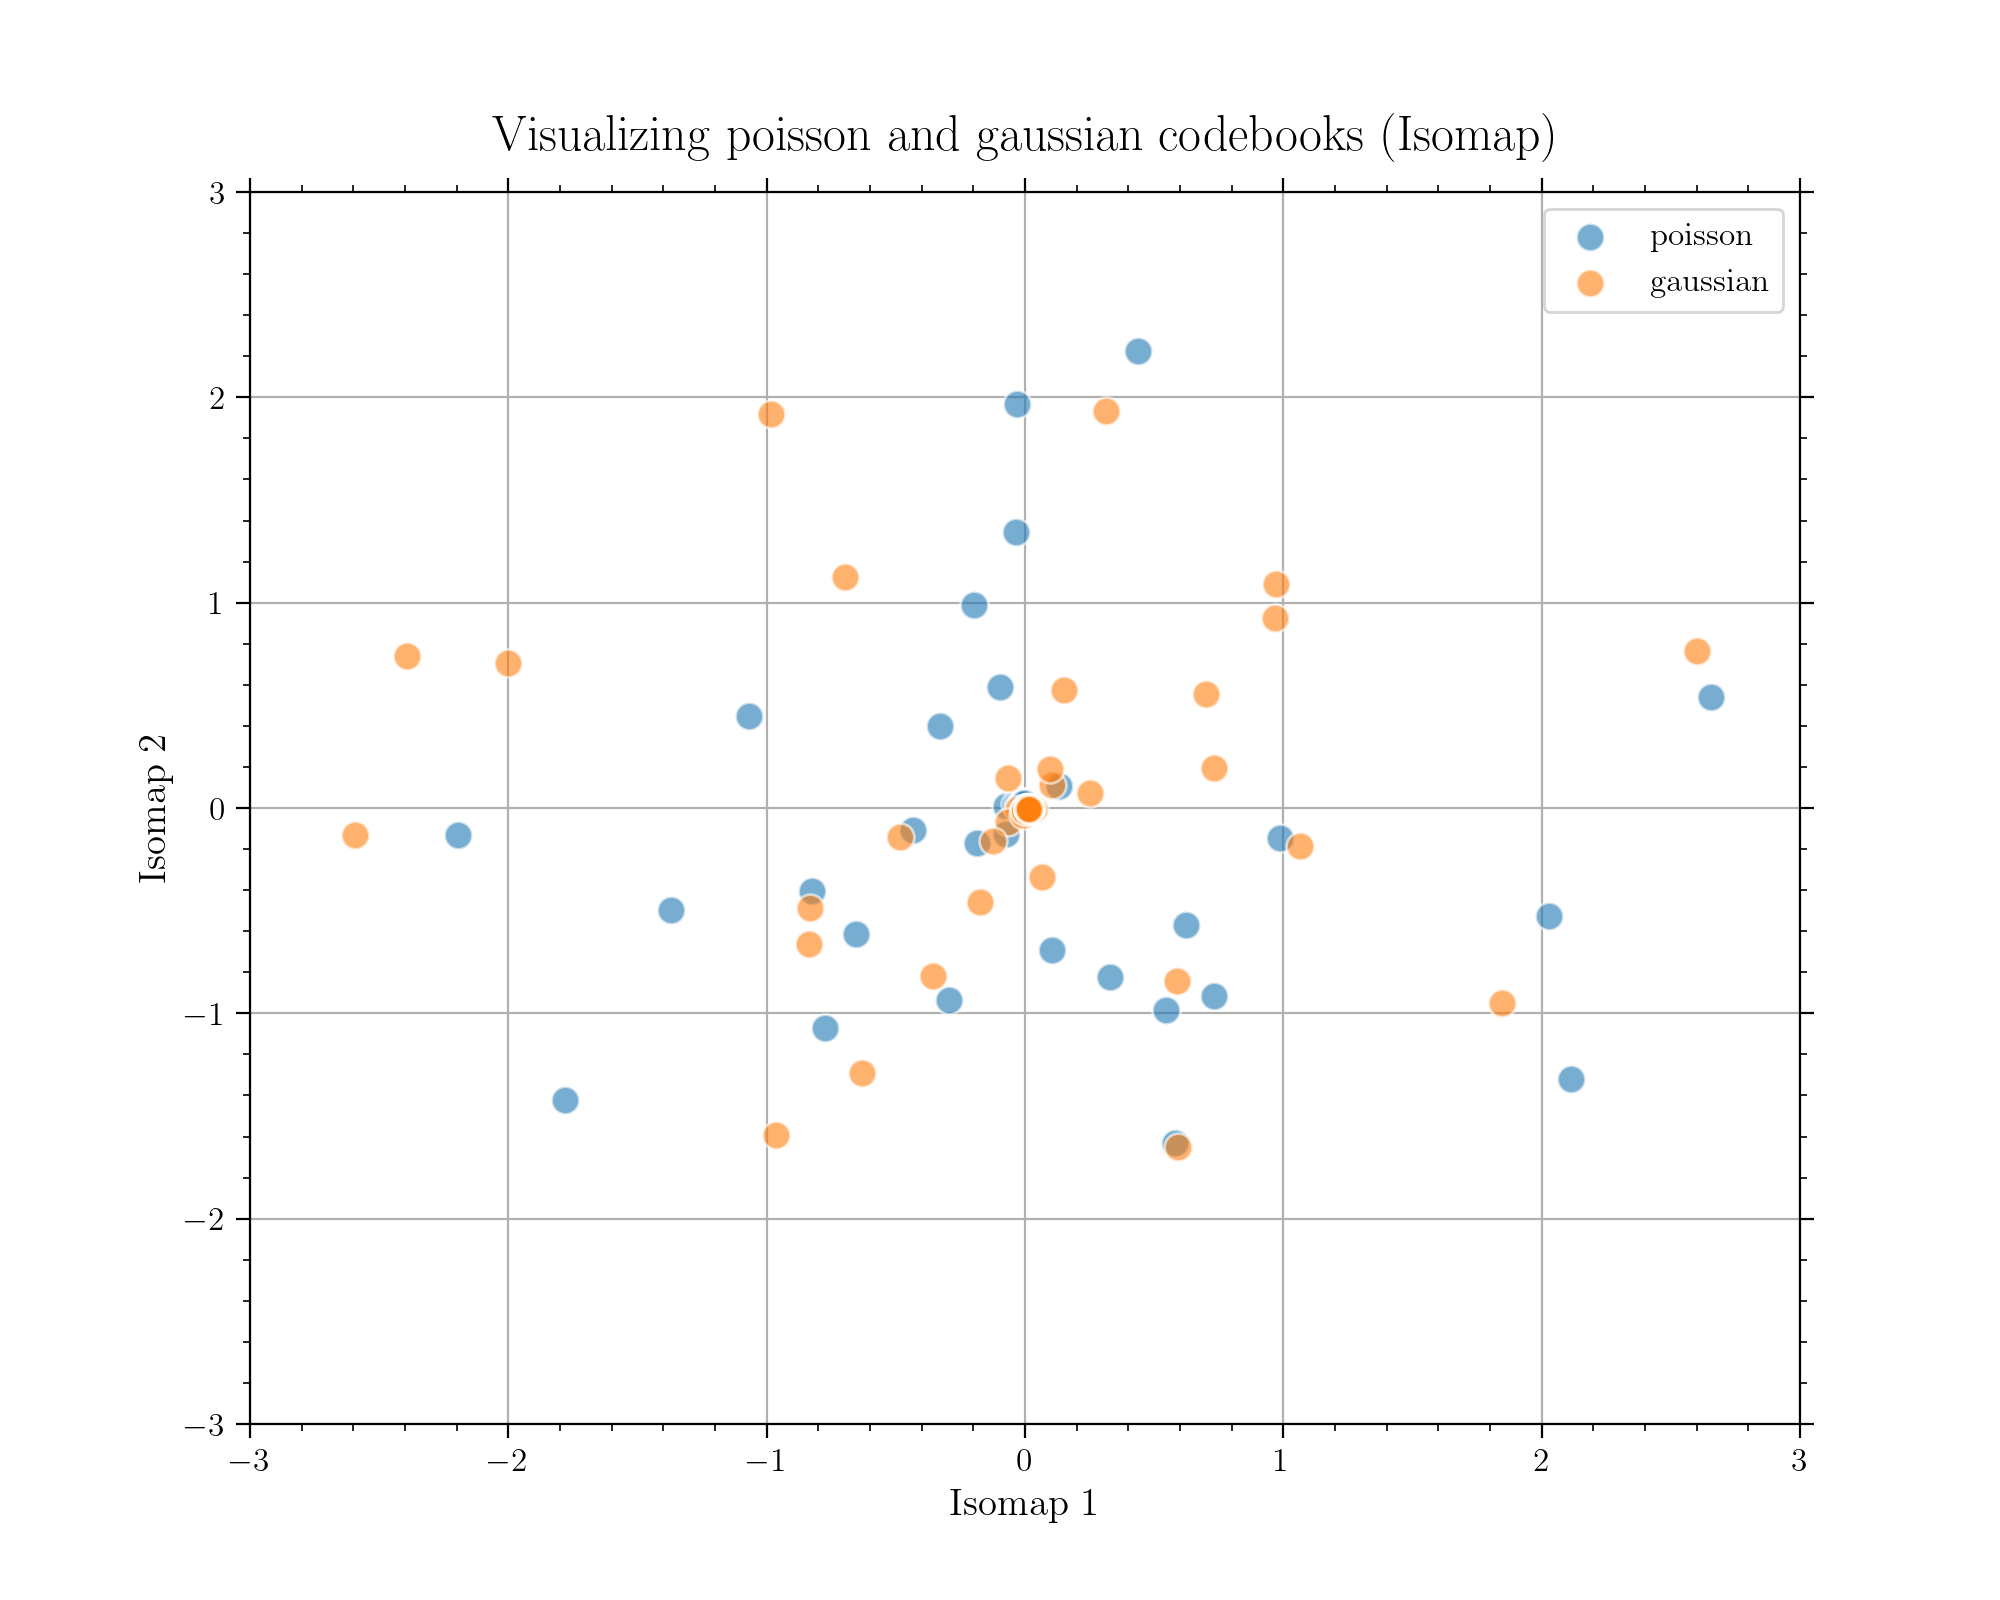 Visualizing poisson and gaussian codebooks (Isomap)
poisson
gaussian
Isomap 2
3
2
1
0
−1
−2
−3
−3
−2
−1
0
1
2
3
Isomap 1